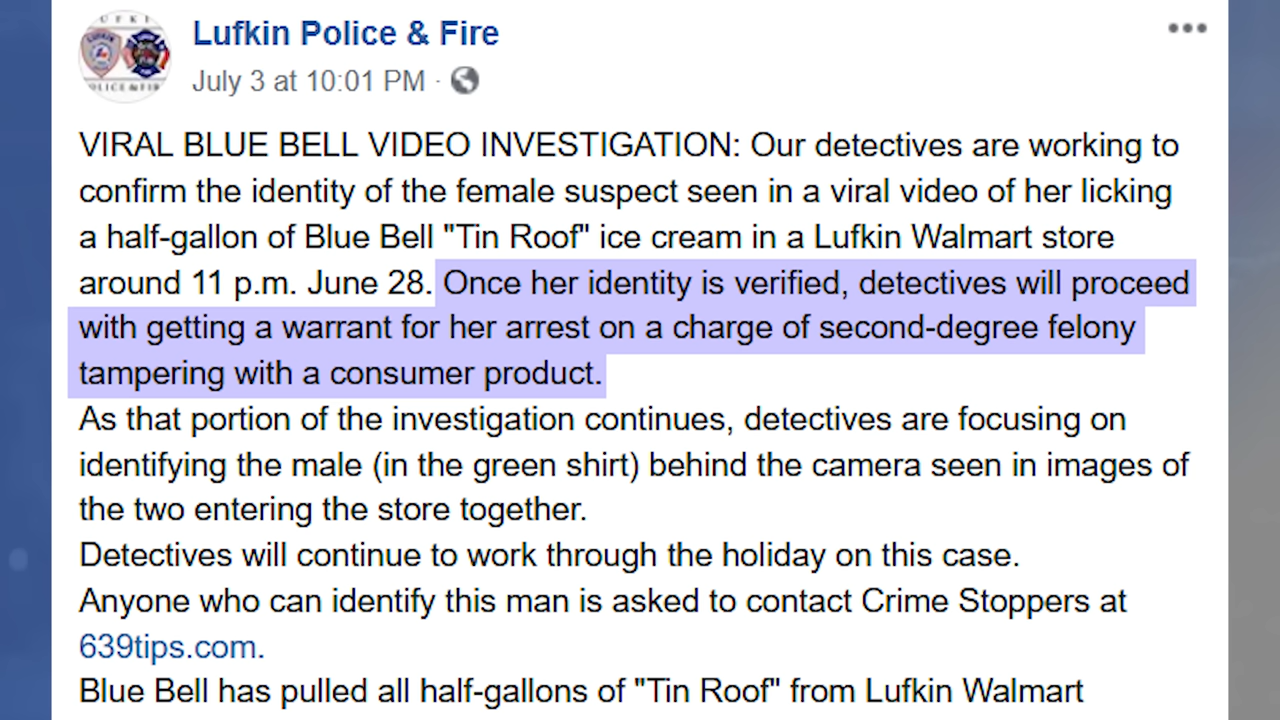 UFKI
LUFKIN
OLICE & FIR
Lufkin Police & Fire
July 3 at 10:01 PM ·
VIRAL BLUE BELL VIDEO INVESTIGATION: Our detectives are working to
confirm the identity of the female suspect seen in a viral video of her licking
a half-gallon of Blue Bell "Tin Roof" ice cream in a Lufkin Walmart store
around 11 p.m. June 28. Once her identity is verified, detectives will proceed
with getting a warrant for her arrest on a charge of second-degree felony
tampering with a consumer product.
As that portion of the investigation continues, detectives are focusing on
identifying the male (in the green shirt) behind the camera seen in images of
the two entering the store together.
Detectives will continue to work through the holiday on this case.
Anyone who can identify this man is asked to contact Crime Stoppers at
639tips.com.
Blue Bell has pulled all half-gallons of "Tin Roof" from Lufkin Walmart